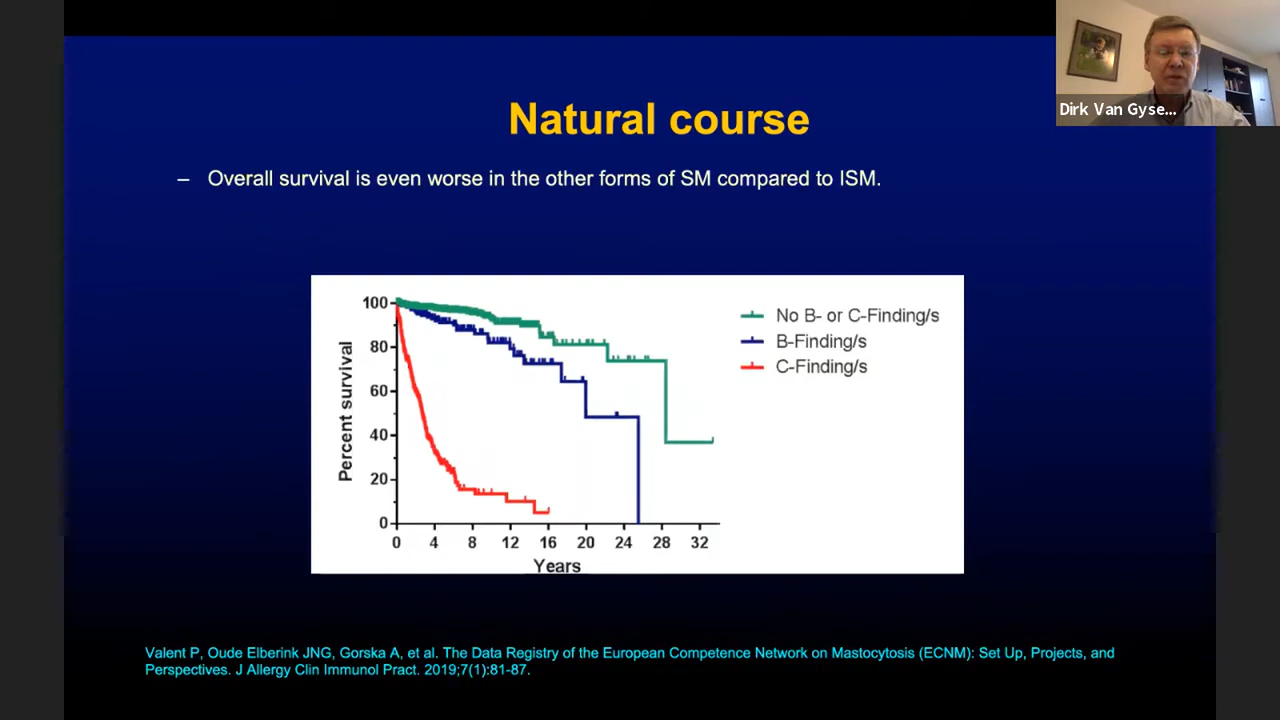 Dirk Van Gyse...
Natural course
– Overall survival is even worse in the other forms of SM compared to ISM.
100
80
60
40
20
0
Percent survival
0 4 8 12 16 20 24 28 32
Years
No B- or C-Finding/s
B-Finding/s
C-Finding/s
Valent P, Oude Elberink JNG, Gorska A, et al. The Data Registry of the European Competence Network on Mastocytosis (ECNM): Set Up, Projects, and
Perspectives. J Allergy Clin Immunol Pract. 2019;7(1):81-87.